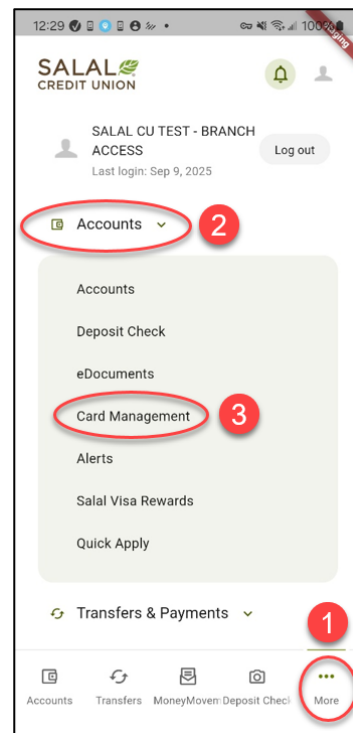 12:29
100%
SALAL
CREDIT UNION
SALAL CU TEST - BRANCH
ACCESS
Log out
Last login: Sep 9, 2025
Accounts
2
Accounts
Deposit Check
eDocuments
Card Management
3
Alerts
Salal Visa Rewards
Quick Apply
Transfers & Payments
1
Accounts
Transfers
MoneyMovem
Deposit Chec
More